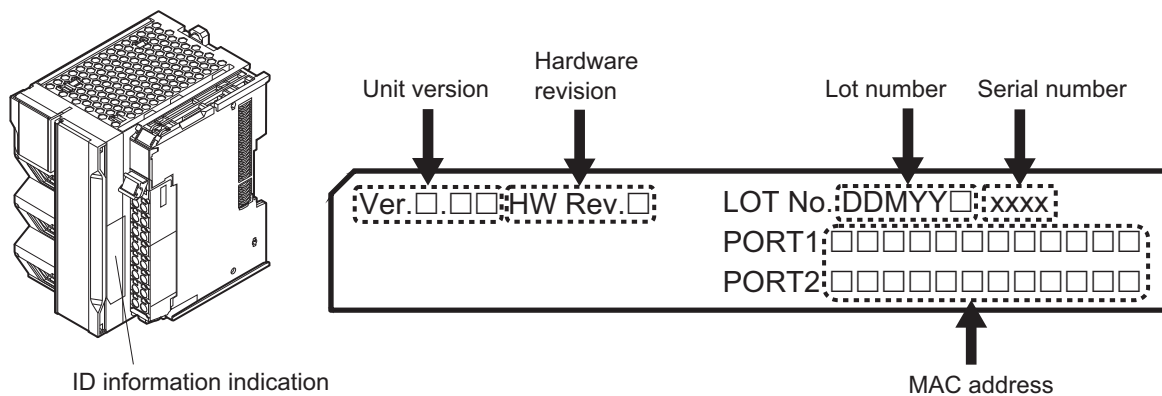 Unit version
Hardware
revision
Lot number
Serial number
Ver.□.□□
HW Rev.□
LOT No.
DDMYY□
xxxx
PORT1
□□□□□□□□□□□□
PORT2
□□□□□□□□□□□□
ID information indication
MAC address